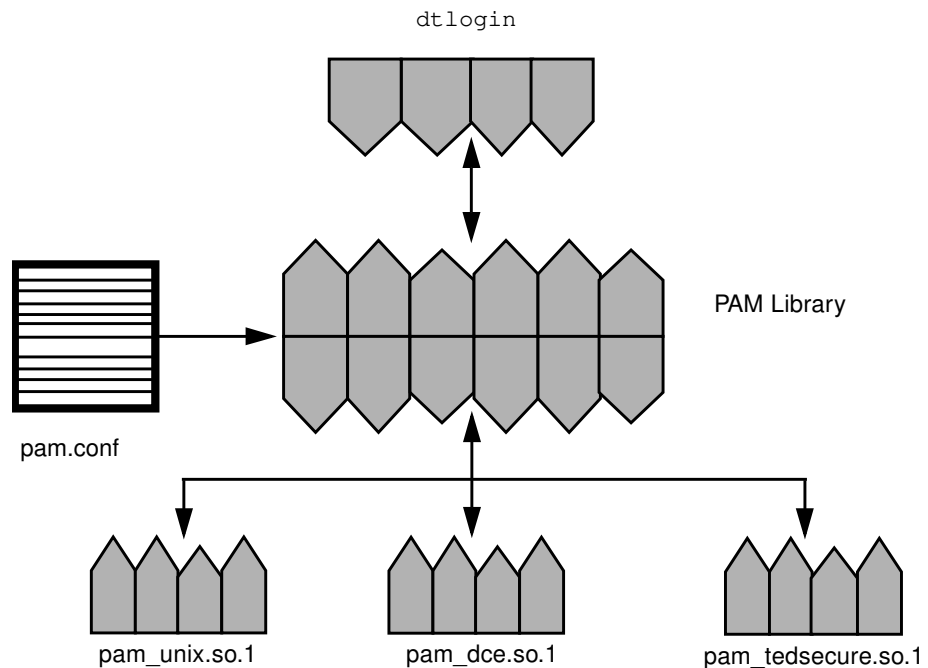 dtlogin
PAM Library
pam.conf
pam_unix.so.1
pam_dce.so.1
pam_tedsecure.so.1